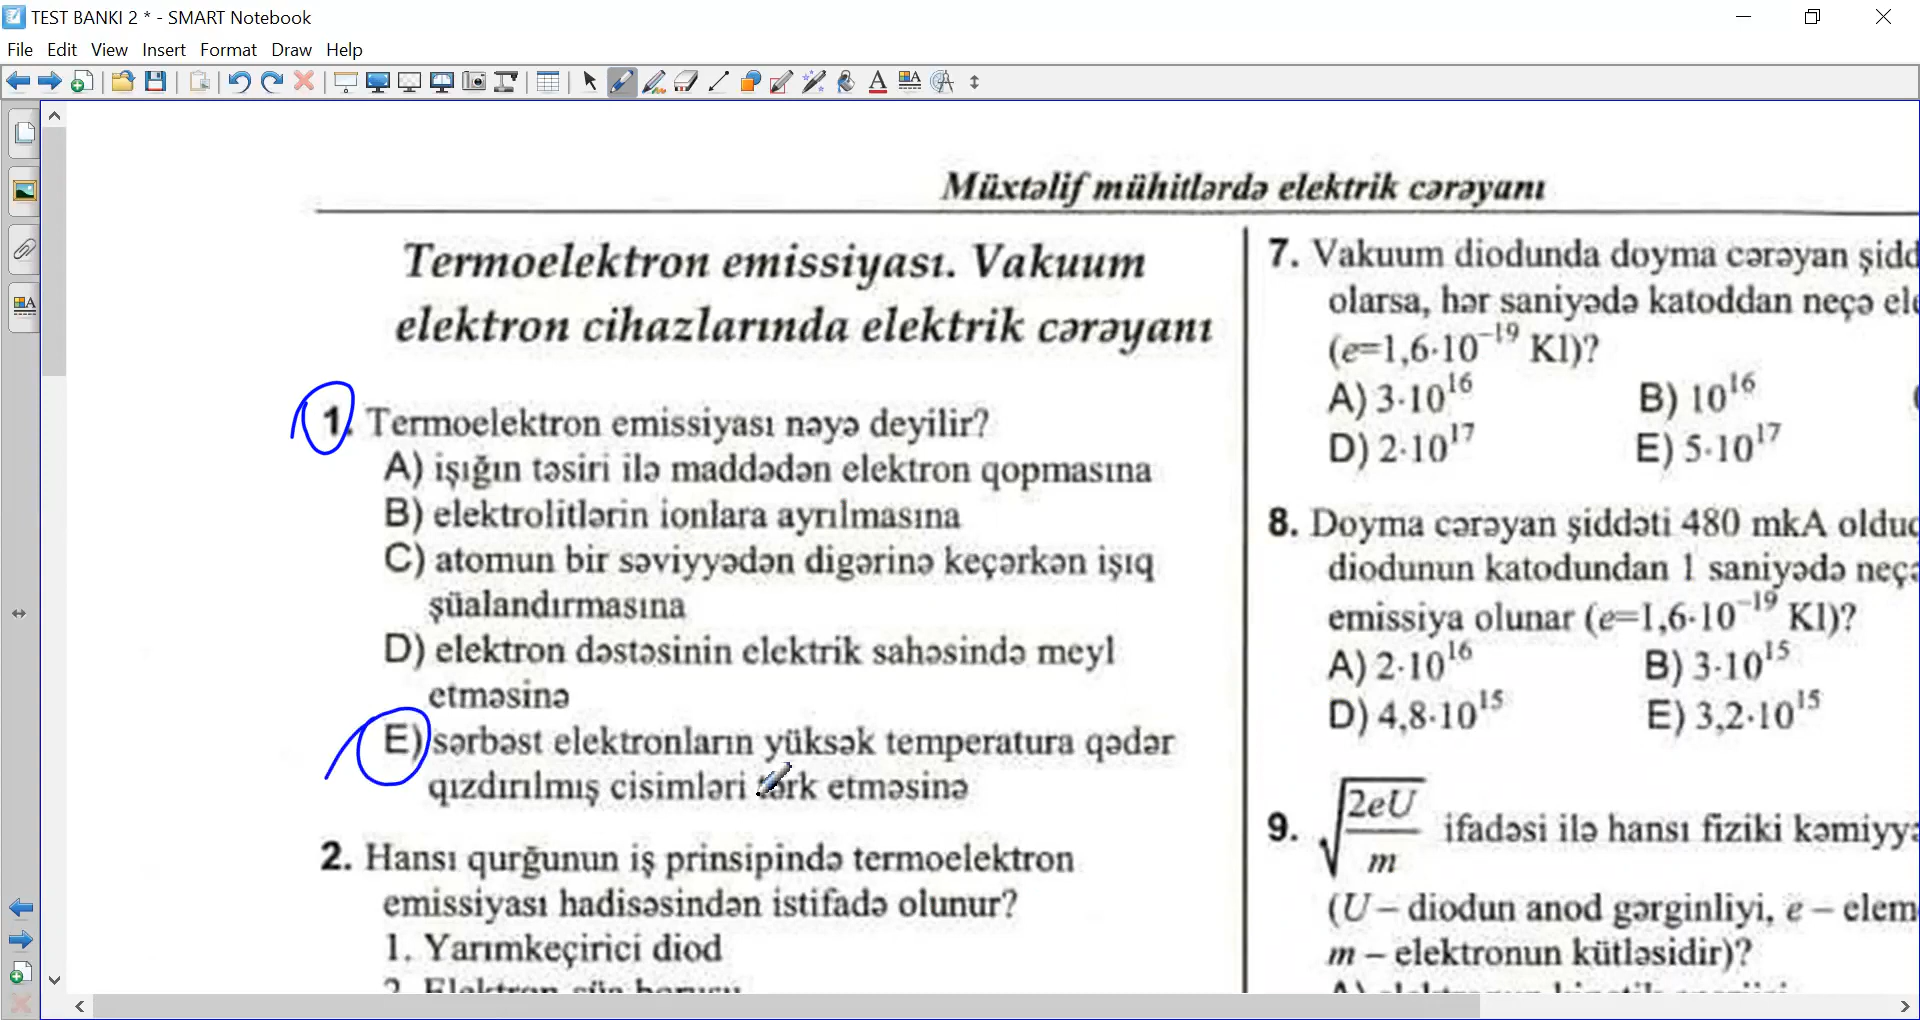 TEST BANKI 2 * - SMART Notebook
File Edit View Insert Format Draw Help
Müxtəlif mühitlərdə elektrik cərəyanı
Termoelektron emissiyası. Vakuum
elektron cihazlarında elektrik cərəyanı
1. Termoelektron emissiyası nəyə deyilir?
A) işığın təsiri ilə maddədən elektron qopmasına
B) elektrolitlərin ionlara ayrılmasına
C) atomun bir səviyyədən digərinə keçərkən işıq
şüalandırmasına
D) elektron dəstəsinin elektrik sahəsində meyl
etməsinə
E) sərbəst elektronların yüksək temperatura qədər
qızdırılmış cisimləri tərk etməsinə
2. Hansı qurğunun iş prinsipində termoelektron
emissiyası hadisəsindən istifadə olunur?
1. Yarımkeçirici diod
7. Vakuum diodunda doyma cərəyan
olarsa, hər saniyədə katoddan neçə
(e=1,6·10⁻¹⁹ Kl)?
A) 3·10¹⁶ B) 10¹⁶
D) 2·10¹⁷ E) 5·10¹⁷
8. Doyma cərəyan şiddəti 480 mkA
diodunun katodundan 1 saniyədə
emissiya olunar (e=1,6·10⁻¹⁹ Kl)?
A) 2·10¹⁶ B) 3·10¹⁵
D) 4,8·10¹⁵ E) 3,2·10¹⁵
9. √(2eU/m) ifadəsi ilə hansı fiziki
(U – diodun anod gərginliyi, e –
m – elektronun kütləsidir)?